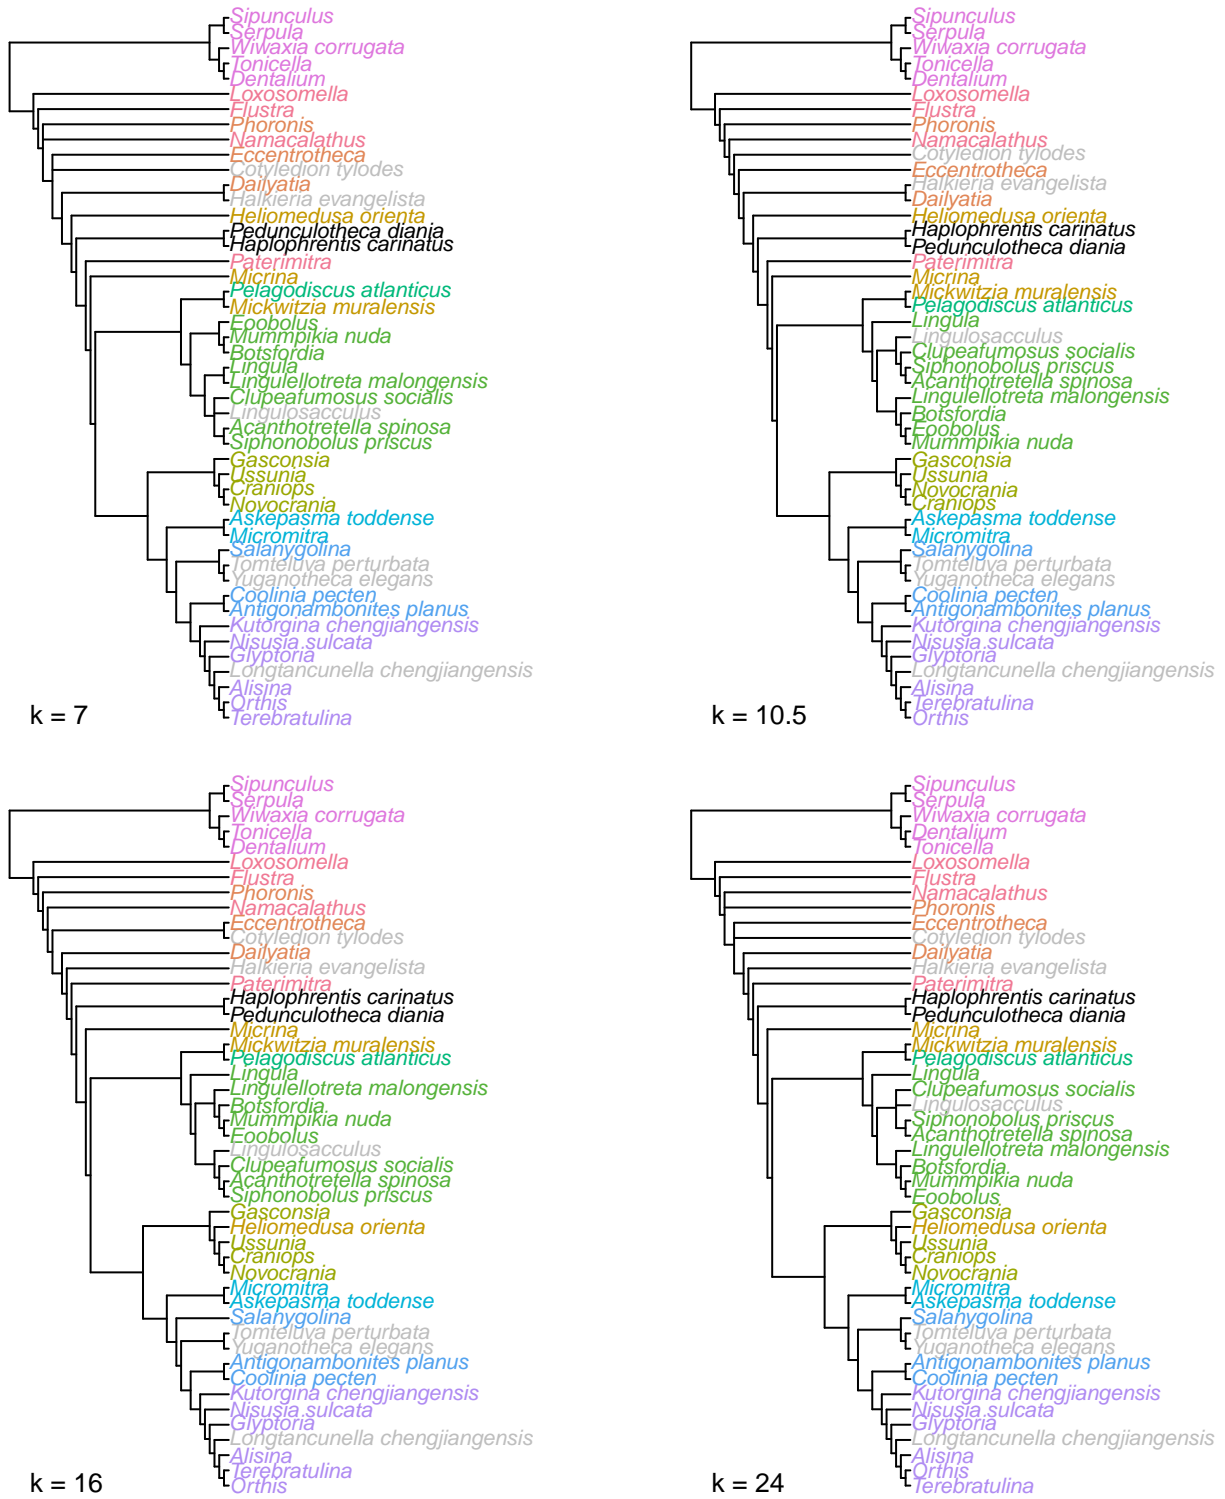 Sipunculus
Serpula
Wiwaxia corrugata
Tonicella
Dentalium
Loxosomella
Flustra
Phoronis
Namacalathus
Eccentrotheca
Cotyledion tylodes
Dailyatia
Halkieria evangelista
Heliomedusa orienta
Pedunculotheca diania
Haplophrentis carinatus
Paterimitra
Micrina
Pelagodiscus atlanticus
Mickwitzia muralensis
Eoobolus
Mummpikia nuda
Botsfordia
Lingula
Lingulellotreta malongensis
Clupeafumosus socialis
Lingulosacculus
Acanthotretella spinosa
Siphonobolus priscus
Gasconsia
Ussunia
Craniops
Novocrania
Askepasma toddense
Micromitra
Salanygolina
Tomteluva perturbata
Yuganotheca elegans
Coolinia pecten
Antigonambonites planus
Kutorgina chengjiangensis
Nisusia sulcata
Glyptoria
Longtancunella chengjiangensis
Alisina
Orthis
Terebratulina
k = 7
Sipunculus
Serpula
Wiwaxia corrugata
Tonicella
Dentalium
Loxosomella
Flustra
Phoronis
Namacalathus
Cotyledion tylodes
Eccentrotheca
Halkieria evangelista
Dailyatia
Heliomedusa orienta
Haplophrentis carinatus
Pedunculotheca diania
Paterimitra
Micrina
Mickwitzia muralensis
Pelagodiscus atlanticus
Lingula
Lingulosacculus
Clupeafumosus socialis
Siphonobolus priscus
Acanthotretella spinosa
Lingulellotreta malongensis
Botsfordia
Eoobolus
Mummpikia nuda
Gasconsia
Ussunia
Novocrania
Craniops
Askepasma toddense
Micromitra
Salanygolina
Tomteluva perturbata
Yuganotheca elegans
Coolinia pecten
Antigonambonites planus
Kutorgina chengjiangensis
Nisusia sulcata
Glyptoria
Longtancunella chengjiangensis
Alisina
Terebratulina
Orthis
k = 10.5
Sipunculus
Serpula
Wiwaxia corrugata
Tonicella
Dentalium
Loxosomella
Flustra
Phoronis
Namacalathus
Eccentrotheca
Cotyledion tylodes
Dailyatia
Halkieria evangelista
Paterimitra
Haplophrentis carinatus
Pedunculotheca diania
Micrina
Mickwitzia muralensis
Pelagodiscus atlanticus
Lingula
Lingulellotreta malongensis
Botsfordia
Mummpikia nuda
Eoobolus
Lingulosacculus
Clupeafumosus socialis
Acanthotretella spinosa
Siphonobolus priscus
Gasconsia
Heliomedusa orienta
Ussunia
Craniops
Novocrania
Micromitra
Askepasma toddense
Salanygolina
Tomteluva perturbata
Yuganotheca elegans
Antigonambonites planus
Coolinia pecten
Kutorgina chengjiangensis
Nisusia sulcata
Glyptoria
Longtancunella chengjiangensis
Alisina
Terebratulina
Orthis
k = 16
Sipunculus
Serpula
Wiwaxia corrugata
Dentalium
Tonicella
Loxosomella
Flustra
Namacalathus
Phoronis
Eccentrotheca
Cotyledion tylodes
Dailyatia
Halkieria evangelista
Paterimitra
Haplophrentis carinatus
Pedunculotheca diania
Micrina
Mickwitzia muralensis
Pelagodiscus atlanticus
Lingula
Clupeafumosus socialis
Lingulosacculus
Siphonobolus priscus
Acanthotretella spinosa
Lingulellotreta malongensis
Botsfordia
Mummpikia nuda
Eoobolus
Gasconsia
Heliomedusa orienta
Ussunia
Craniops
Novocrania
Micromitra
Askepasma toddense
Salanygolina
Tomteluva perturbata
Yuganotheca elegans
Antigonambonites planus
Coolinia pecten
Kutorgina chengjiangensis
Nisusia sulcata
Glyptoria
Longtancunella chengjiangensis
Alisina
Orthis
Terebratulina
k = 24